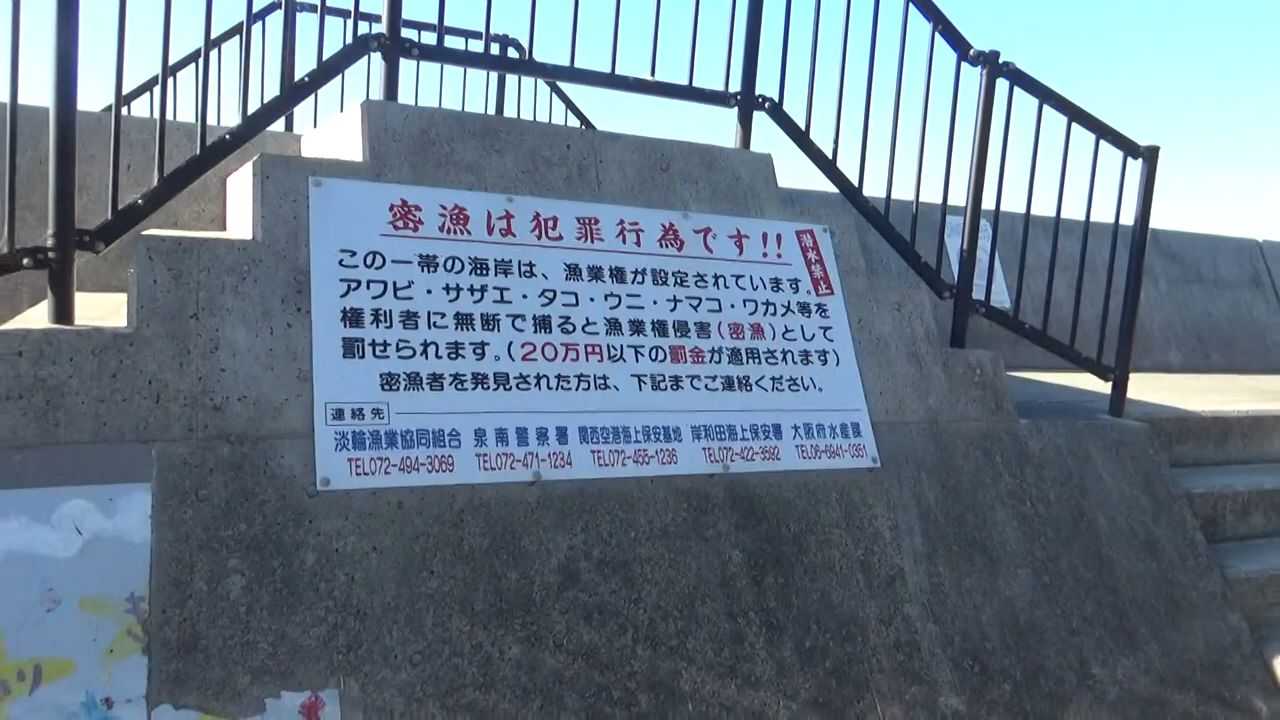 密漁は犯罪行為です!!
潜水禁止
この一帯の海岸は、漁業権が設定されています。
アワビ・サザエ・タコ・ウニ・ナマコ・ワカメ等を
権利者に無断で捕ると漁業権侵害(密漁)として
罰せられます。(20万円以下の罰金が適用されます)
密漁者を発見された方は、下記までご連絡ください。
連絡先
淡輪漁業協同組合 泉南警察署 関西空港海上保安基地 岸和田海上保安署 大阪府水産課
TEL072-494-3069 TEL072-471-1234 TEL072-455-1236 TEL072-422-3592 TEL06-6941-0351